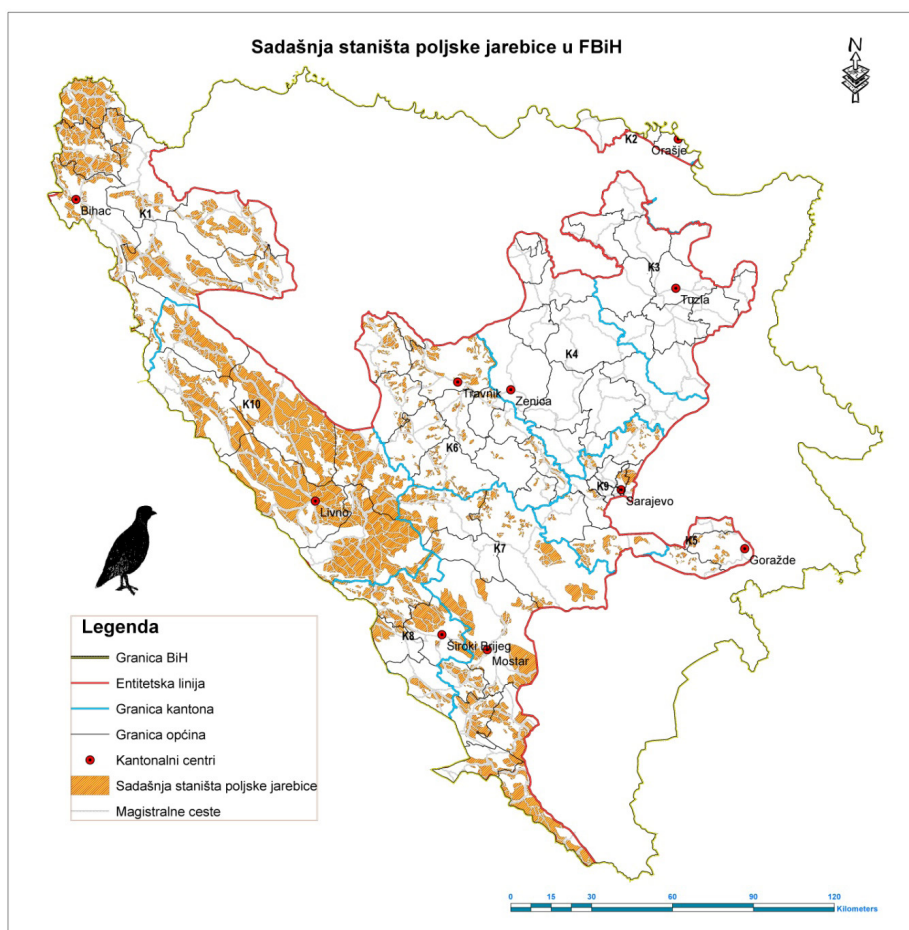 Sadašnja staništa poljske jarebice u FBiH
N
K2
Orašje
Bihac
K1
K3
Tuzla
K4
Travnik
Zenica
K10
K6
K9
Sarajevo
Livno
K7
K5
Goražde
K8
Široki Brijeg
Mostar
Legenda
Granica BiH
Entitetska linija
Granica kantona
Granica općina
Kantonalni centri
Sadašnja staništa poljske jarebice
Magistralne ceste
0 15 30 60 90 120
Kilometers